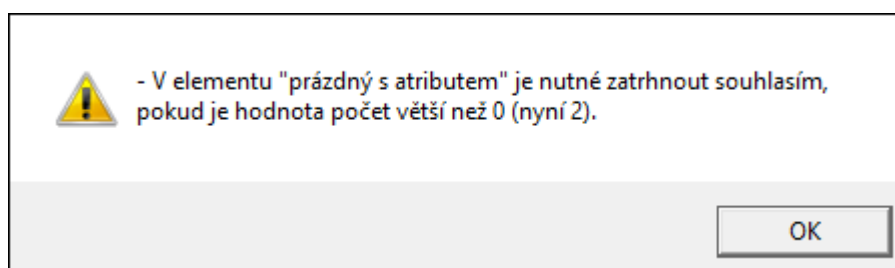 - V elementu "prázdný s atributem" je nutné zatrhnout souhlasím,
pokud je hodnota počet větší než 0 (nyní 2).
OK